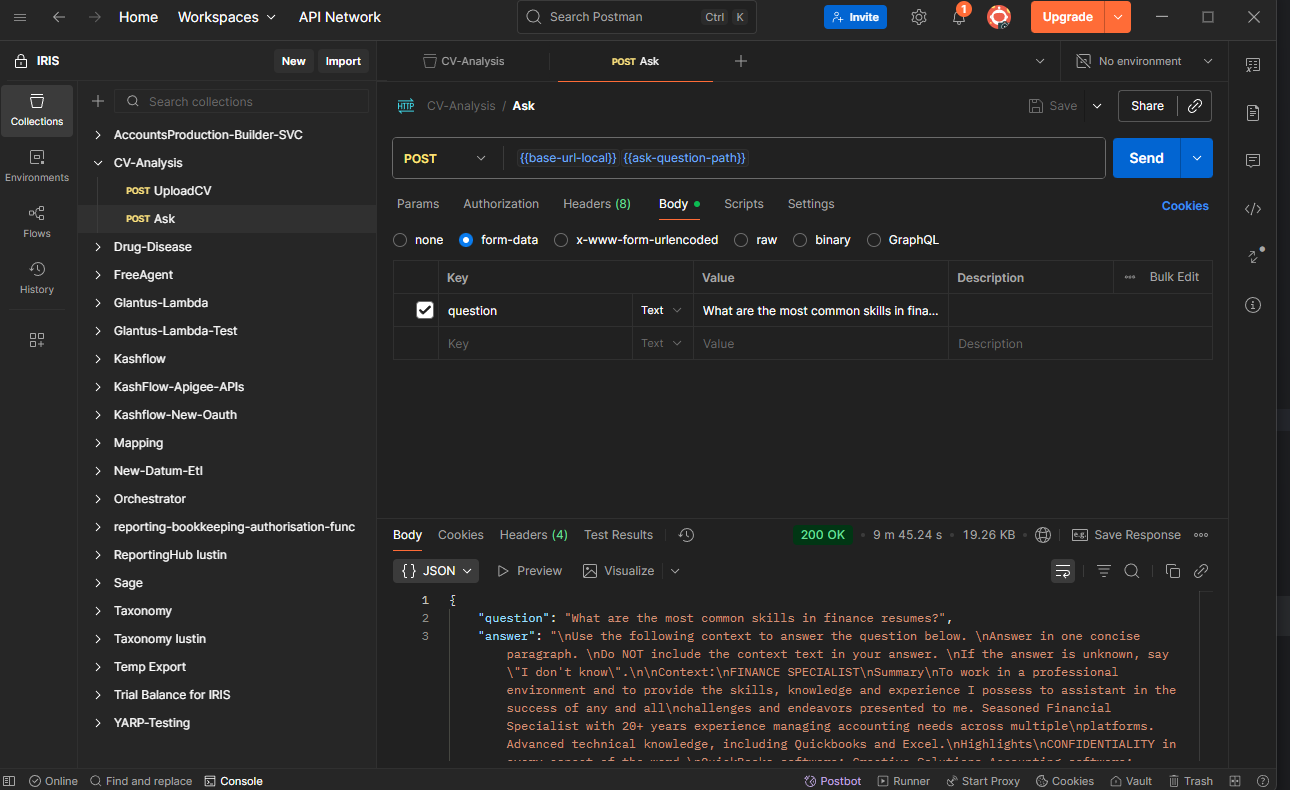 Home Workspaces API Network Search Postman Ctrl K Invite 1 Upgrade
IRIS New Import CV-Analysis POST Ask No environment
Search collections
HTTP CV-Analysis / Ask Save Share
Collections
Environments
Flows
History
AccountsProduction-Builder-SVC
CV-Analysis
POST UploadCV
POST Ask
Drug-Disease
FreeAgent
Glantus-Lambda
Glantus-Lambda-Test
Kashflow
KashFlow-Apigee-APIs
Kashflow-New-Oauth
Mapping
New-Datum-Etl
Orchestrator
reporting-bookkeeping-authorisation-func
ReportingHub Iustin
Sage
Taxonomy
Taxonomy Iustin
Temp Export
Trial Balance for IRIS
YARP-Testing
POST {{base-url-local}} {{ask-question-path}} Send
Params Authorization Headers (8) Body Scripts Settings Cookies
none form-data x-www-form-urlencoded raw binary GraphQL
Key Value Description Bulk Edit
question Text What are the most common skills in fina...
Key Text Value Description
Body Cookies Headers (4) Test Results 200 OK 9 m 45.24 s 19.26 KB e.g. Save Response
{} JSON Preview Visualize
1 {
2 "question": "What are the most common skills in finance resumes?",
3 "answer": "\nUse the following context to answer the question below. \nAnswer in one concise
paragraph. \nDo NOT include the context text in your answer. \nIf the answer is unknown, say
\"I don't know\".\n\nContext:\nFINANCE SPECIALIST\nSummary\nTo work in a professional
environment and to provide the skills, knowledge and experience I possess to assistant in the
success of any and all\nchallenges and endeavors presented to me. Seasoned Financial
Specialist with 20+ years experience managing accounting needs across multiple\nplatforms.
Advanced technical knowledge, including Quickbooks and Excel.\nHighlights\nCONFIDENTIALITY in
Online Find and replace Console Postbot Runner Start Proxy Cookies Vault Trash